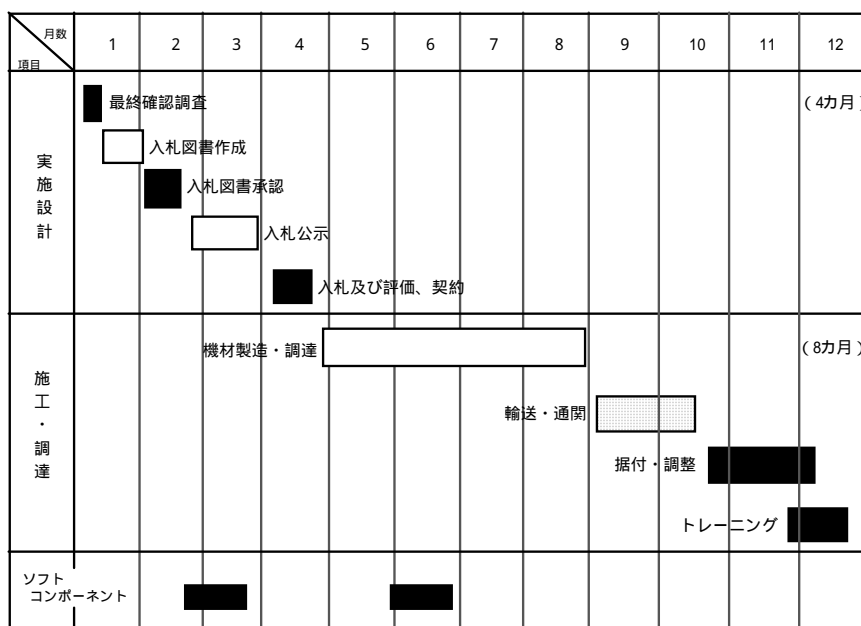 月数
項目
1 2 3 4 5 6 7 8 9 10 11 12
実施設計
最終確認調査
(4カ月)
入札図書作成
入札図書承認
入札公示
入札及び評価、契約
施工・調達
機材製造・調達
(8カ月)
輸送・通関
据付・調整
トレーニング
ソフト
コンポーネント